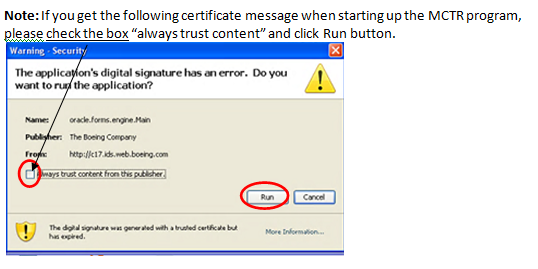 Note: If you get the following certificate message when starting up the MCTR program,
please check the box “always trust content” and click Run button.
Warning - Security
The application's digital signature has an error. Do you
want to run the application?
Name: oracle.forms.engine.Main
Publisher: The Boeing Company
From: http://c17.ids.web.boeing.com
Always trust content from this publisher.
Run Cancel
The digital signature was generated with a trusted certificate but
has expired.
More Information...